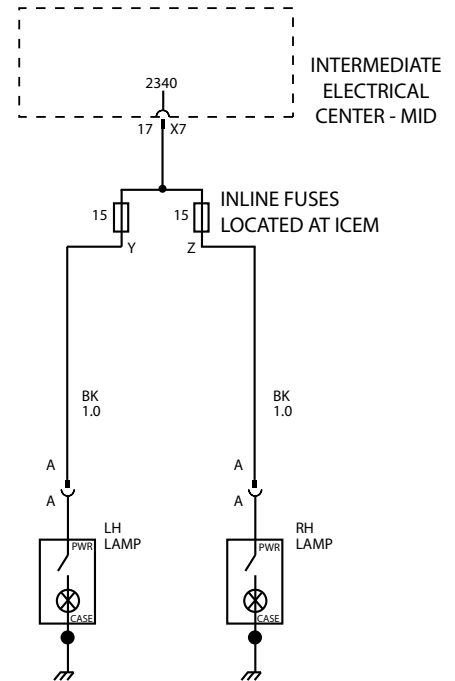 2340
INTERMEDIATE
ELECTRICAL
CENTER - MID
17 X7
INLINE FUSES
LOCATED AT ICEM
15
15
Y
Z
BK
1.0
BK
1.0
A
A
A
A
LH
LAMP
RH
LAMP
PWR
PWR
CASE
CASE